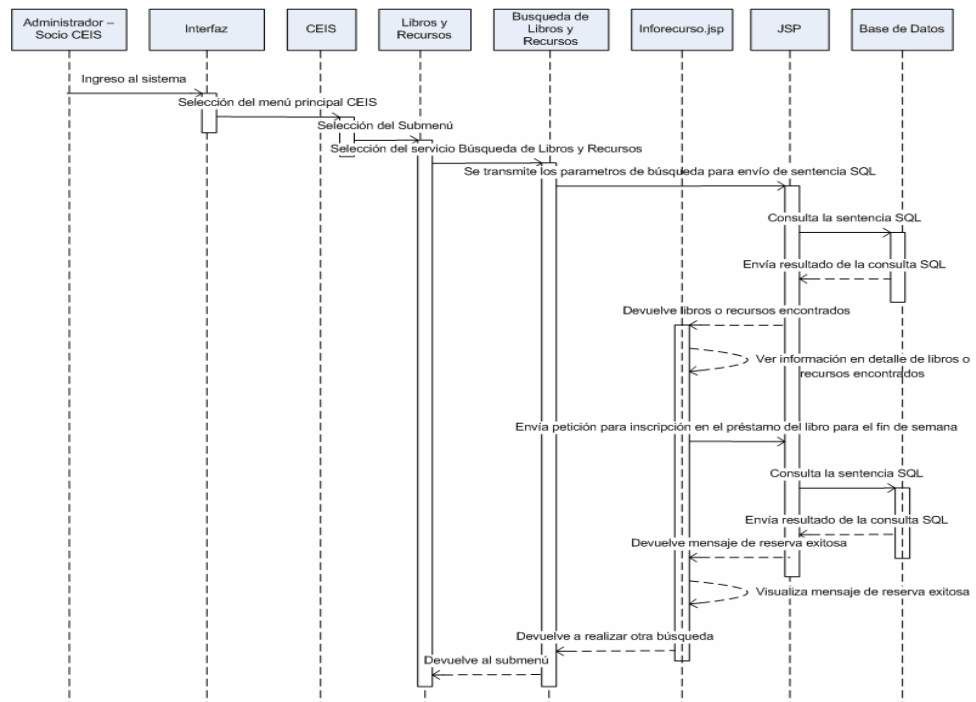 Administrador –
Socio CEIS
Interfaz
CEIS
Libros y
Recursos
Busqueda de
Libros y
Recursos
Inforecurso.jsp
JSP
Base de Datos
Ingreso al sistema
Selección del menú principal CEIS
Selección del Submenú
Selección del servicio Búsqueda de Libros y Recursos
Se transmite los parametros de búsqueda para envío de sentencia SQL
Consulta la sentencia SQL
Envía resultado de la consulta SQL
Devuelve libros o recursos encontrados
Ver información en detalle de libros o
recursos encontrados
Envía petición para inscripción en el préstamo del libro para el fin de semana
Consulta la sentencia SQL
Envía resultado de la consulta SQL
Devuelve mensaje de reserva exitosa
Visualiza mensaje de reserva exitosa
Devuelve a realizar otra búsqueda
Devuelve al submenú